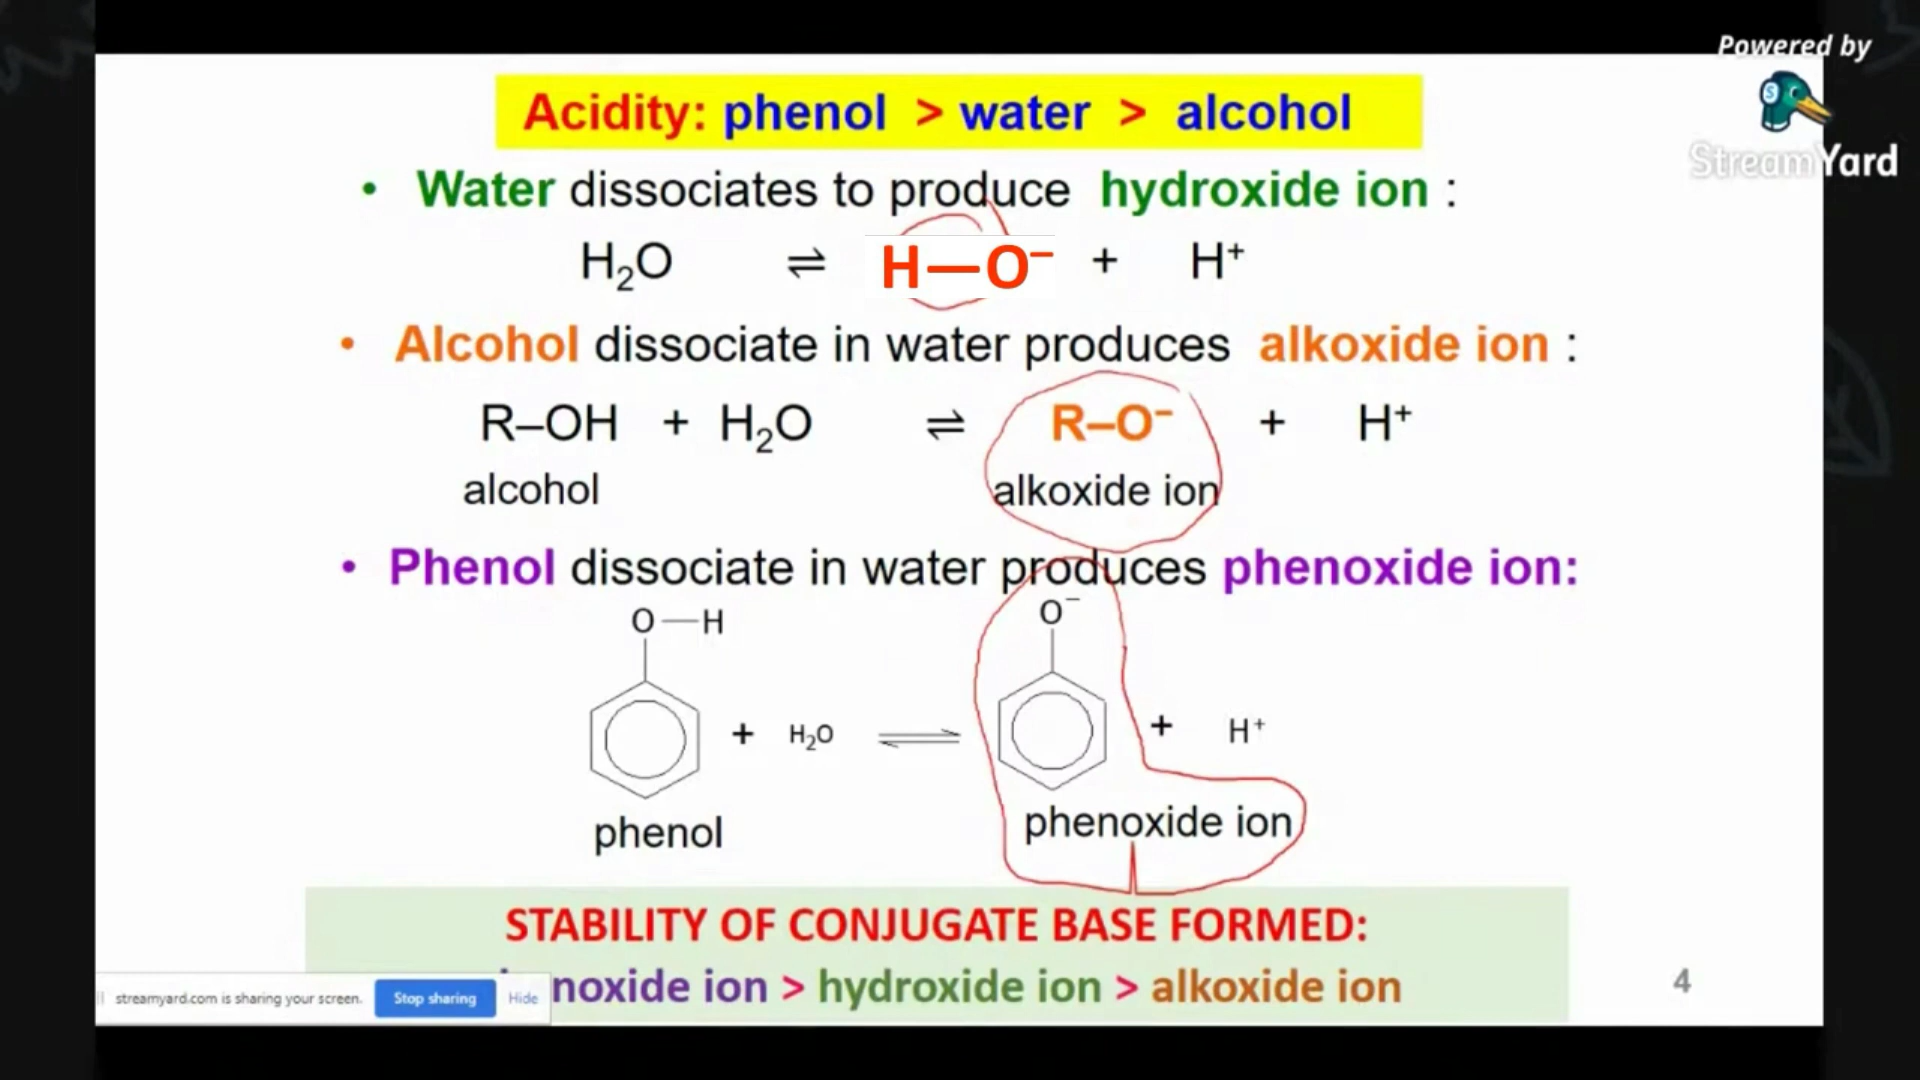 Powered by
StreamYard
Acidity: phenol > water > alcohol
• Water dissociates to produce hydroxide ion :
H₂O ⇌ H—O⁻ + H⁺
• Alcohol dissociate in water produces alkoxide ion :
R–OH + H₂O ⇌ R–O⁻ + H⁺
alcohol alkoxide ion
• Phenol dissociate in water produces phenoxide ion:
O—H O⁻
+ H₂O ⇌ + H⁺
phenol phenoxide ion
STABILITY OF CONJUGATE BASE FORMED:
noxide ion > hydroxide ion > alkoxide ion
streamyard.com is sharing your screen. Stop sharing Hide
4